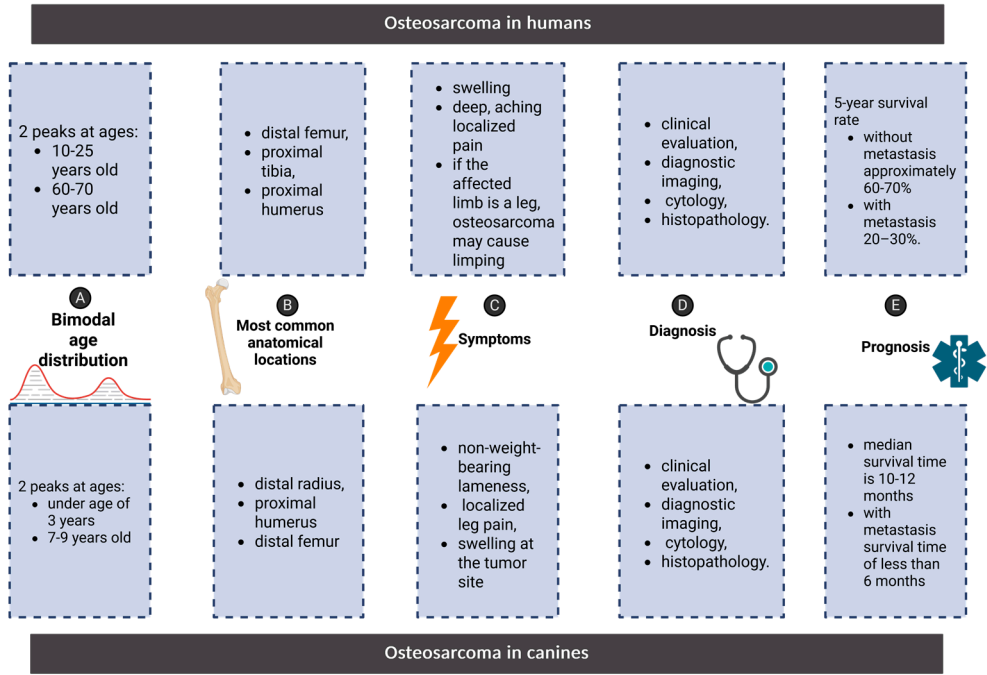 Osteosarcoma in humans
2 peaks at ages:
• 10-25
years old
• 60-70
years old
• distal femur,
• proximal
tibia,
• proximal
humerus
• swelling
• deep, aching
localized
pain
• if the
affected
limb is a leg,
osteosarcoma
may cause
limping
• clinical
evaluation,
• diagnostic
imaging,
• cytology,
• histopathology.
5-year survival
rate
• without
metastasis
approximately
60-70%
• with
metastasis
20–30%.
A
Bimodal
age
distribution
B
Most common
anatomical
locations
C
Symptoms
D
Diagnosis
E
Prognosis
2 peaks at ages:
• under age of
3 years
• 7-9 years old
• distal radius,
• proximal
humerus
• distal femur
• non-weight-
bearing
lameness,
• localized
leg pain,
• swelling at
the tumor
site
• clinical
evaluation,
• diagnostic
imaging,
• cytology,
• histopathology.
• median
survival time
is 10-12
months
• with
metastasis
survival time
of less than
6 months
Osteosarcoma in canines